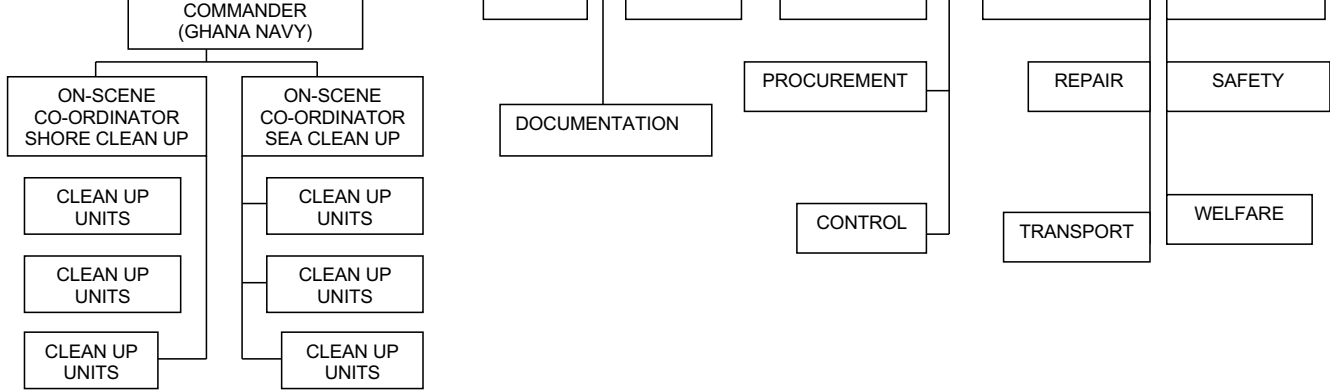 COMMANDER
(GHANA NAVY)
ON-SCENE
CO-ORDINATOR
SHORE CLEAN UP
ON-SCENE
CO-ORDINATOR
SEA CLEAN UP
PROCUREMENT
REPAIR
SAFETY
DOCUMENTATION
CLEAN UP
UNITS
CLEAN UP
UNITS
CONTROL
TRANSPORT
WELFARE
CLEAN UP
UNITS
CLEAN UP
UNITS
CLEAN UP
UNITS
CLEAN UP
UNITS